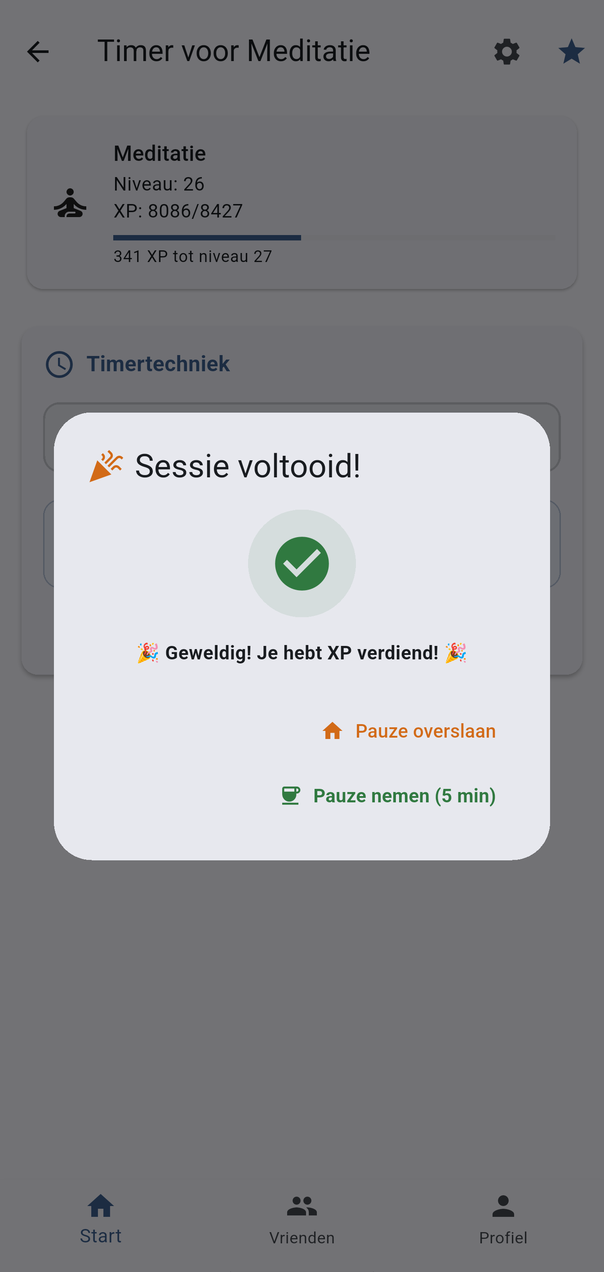 Timer voor Meditatie
Meditatie
Niveau: 26
XP: 8086/8427
341 XP tot niveau 27
Timertechniek
Sessie voltooid!
🎉 Geweldig! Je hebt XP verdiend! 🎉
Pauze overslaan
Pauze nemen (5 min)
Start
Vrienden
Profiel